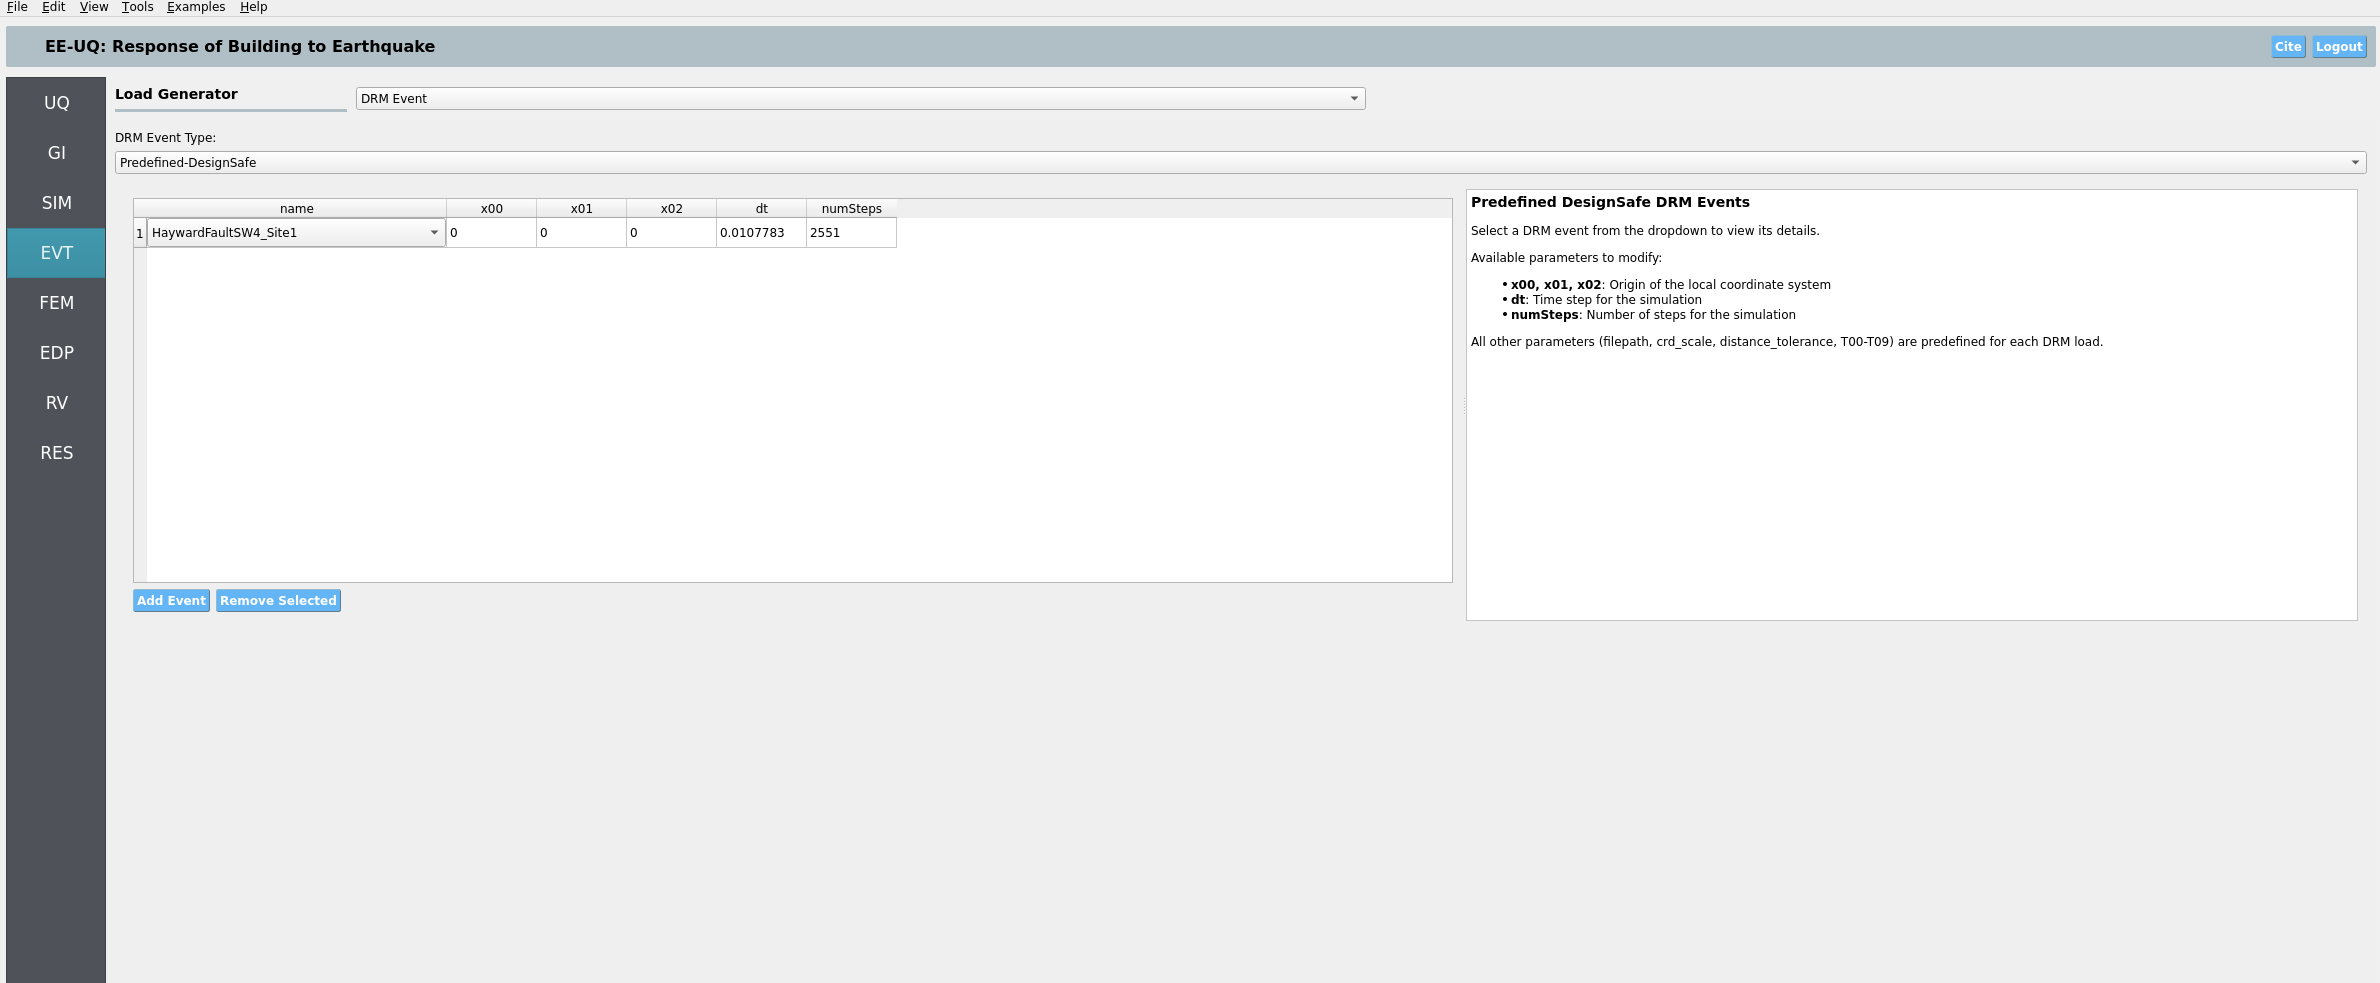 File Edit View Tools Examples Help
EE-UQ: Response of Building to Earthquake
Cite Logout
UQ
GI
SIM
EVT
FEM
EDP
RV
RES
Load Generator DRM Event
DRM Event Type:
Predefined-DesignSafe
name x00 x01 x02 dt numSteps
1 HaywardFaultSW4_Site1 0 0 0 0.0107783 2551
Add Event Remove Selected
Predefined DesignSafe DRM Events
Select a DRM event from the dropdown to view its details.
Available parameters to modify:
• x00, x01, x02: Origin of the local coordinate system
• dt: Time step for the simulation
• numSteps: Number of steps for the simulation
All other parameters (filepath, crd_scale, distance_tolerance, T00-T09) are predefined for each DRM load.